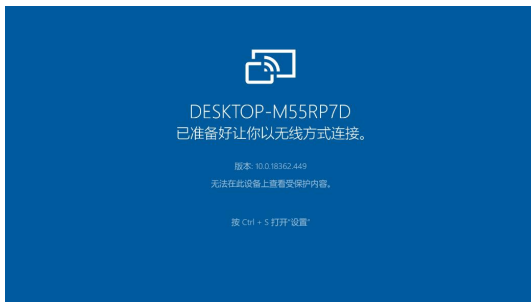 DESKTOP-M55RP7D
已准备好让你以无线方式连接。
版本: 10.0.18362.449
无法在此设备上查看受保护内容。
按 Ctrl + S 打开"设置"